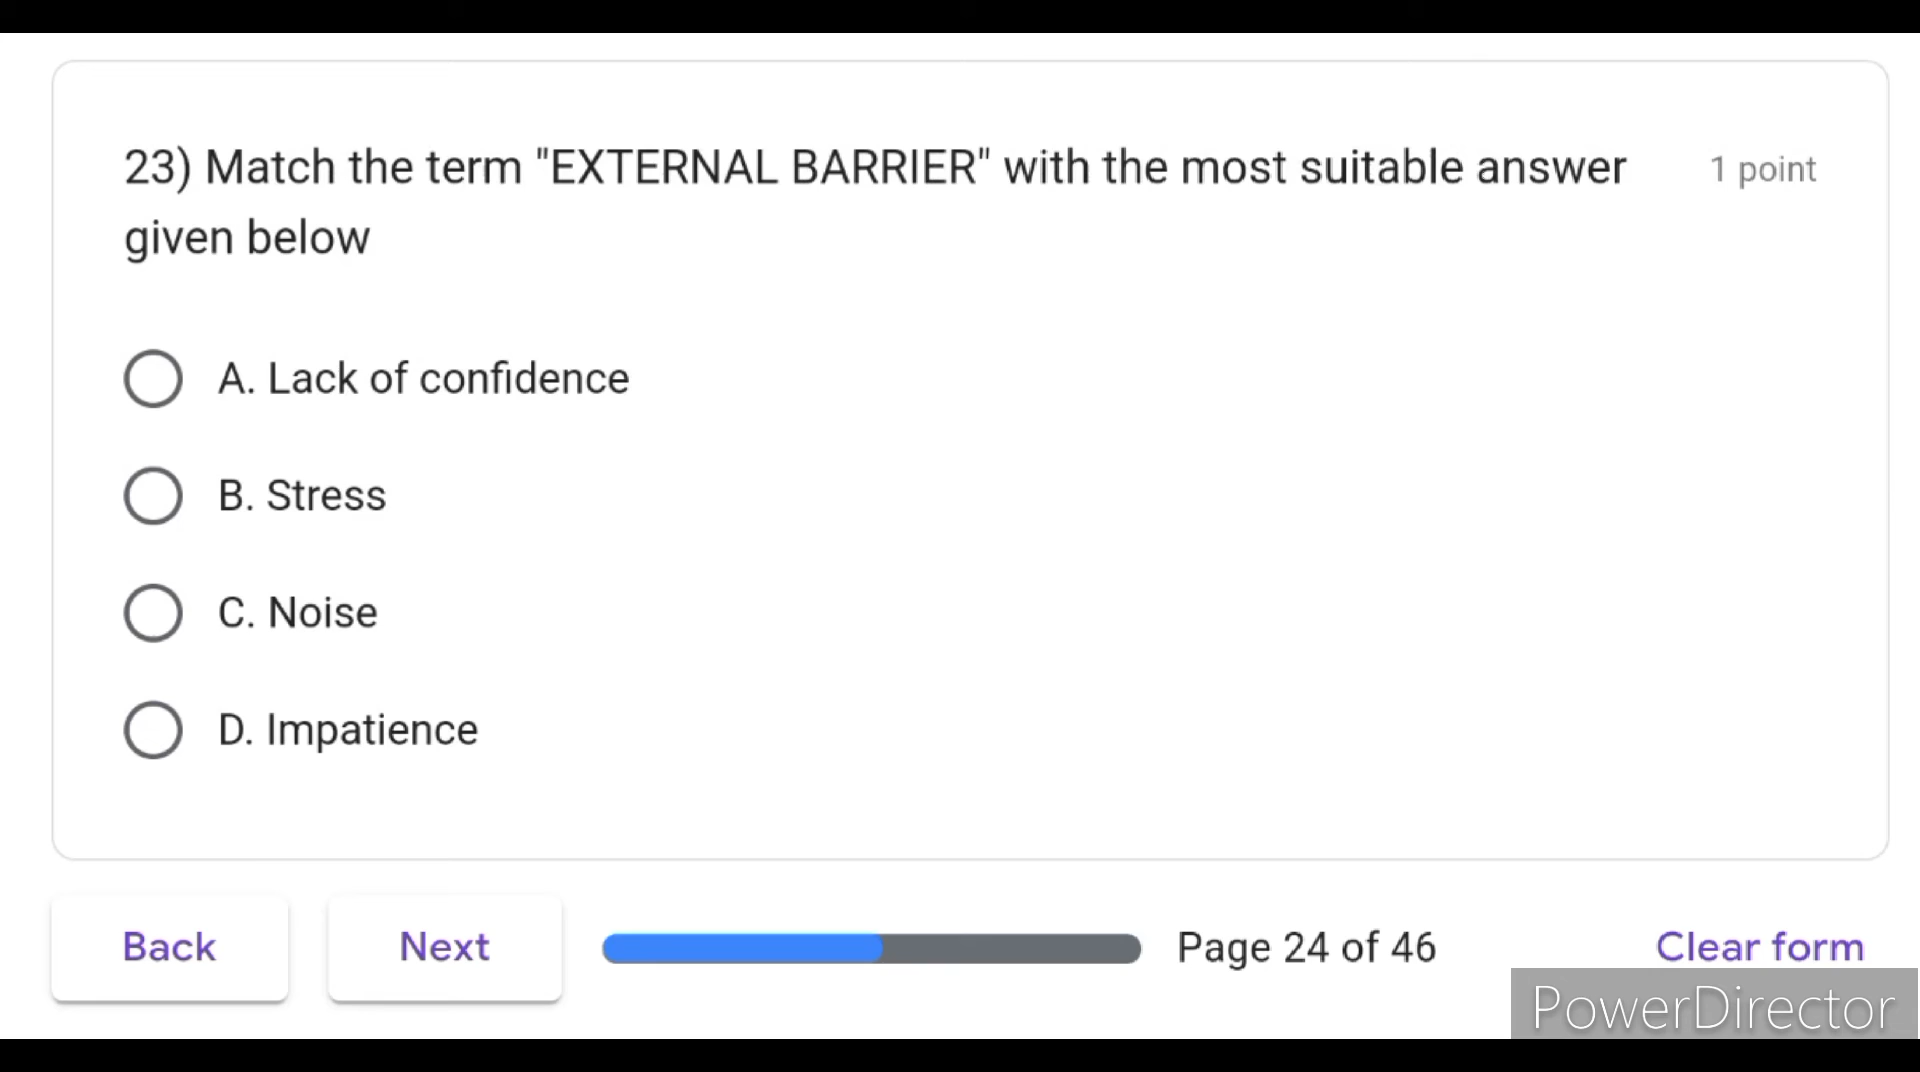 23) Match the term "EXTERNAL BARRIER" with the most suitable answer
given below
1 point
A. Lack of confidence
B. Stress
C. Noise
D. Impatience
Back
Next
Page 24 of 46
Clear form
PowerDirector